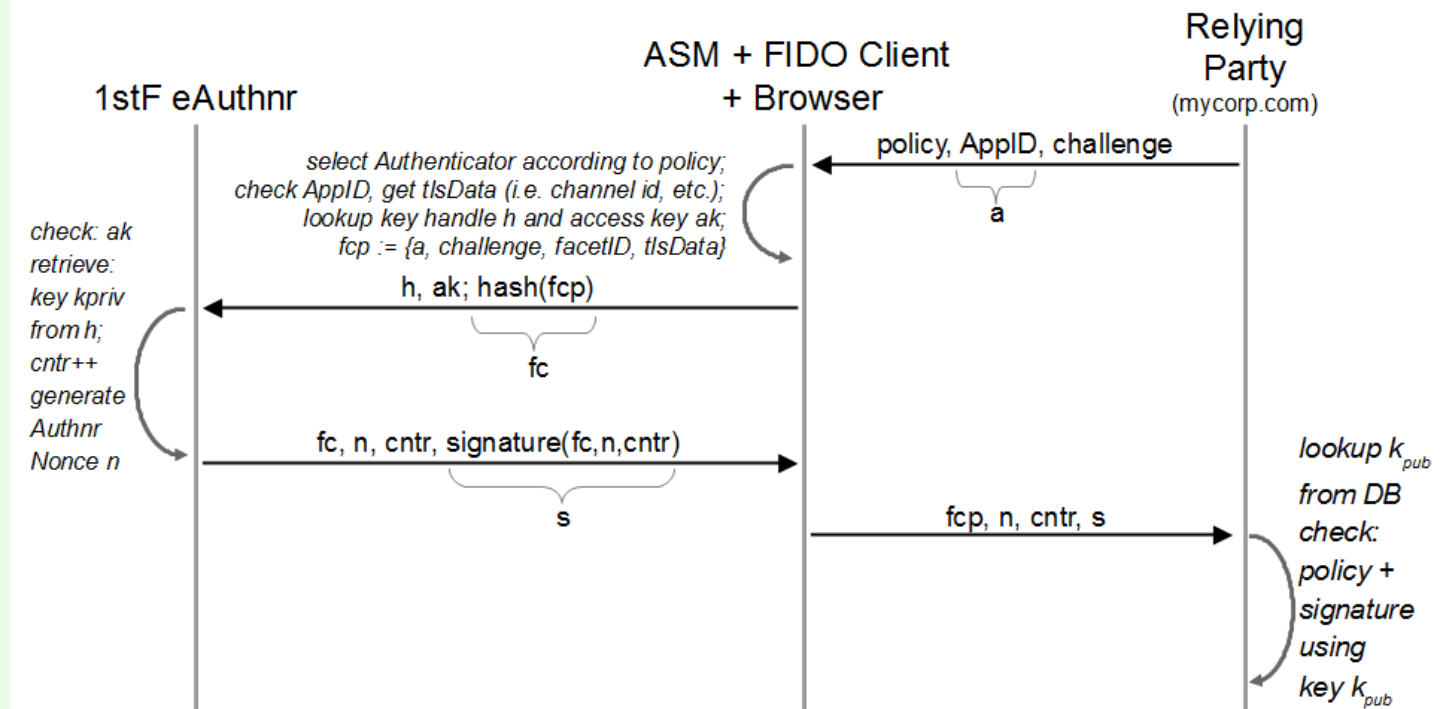 1stF eAuthnr
ASM + FIDO Client
+ Browser
Relying
Party
(mycorp.com)
policy, AppID, challenge
a
select Authenticator according to policy;
check AppID, get tlsData (i.e. channel id, etc.);
lookup key handle h and access key ak;
fcp := {a, challenge, facetID, tlsData}
h, ak; hash(fcp)
fc
check: ak
retrieve:
key kpriv
from h;
cntr++
generate
Authnr
Nonce n
fc, n, cntr, signature(fc,n,cntr)
s
fcp, n, cntr, s
lookup kpub
from DB
check:
policy +
signature
using
key kpub